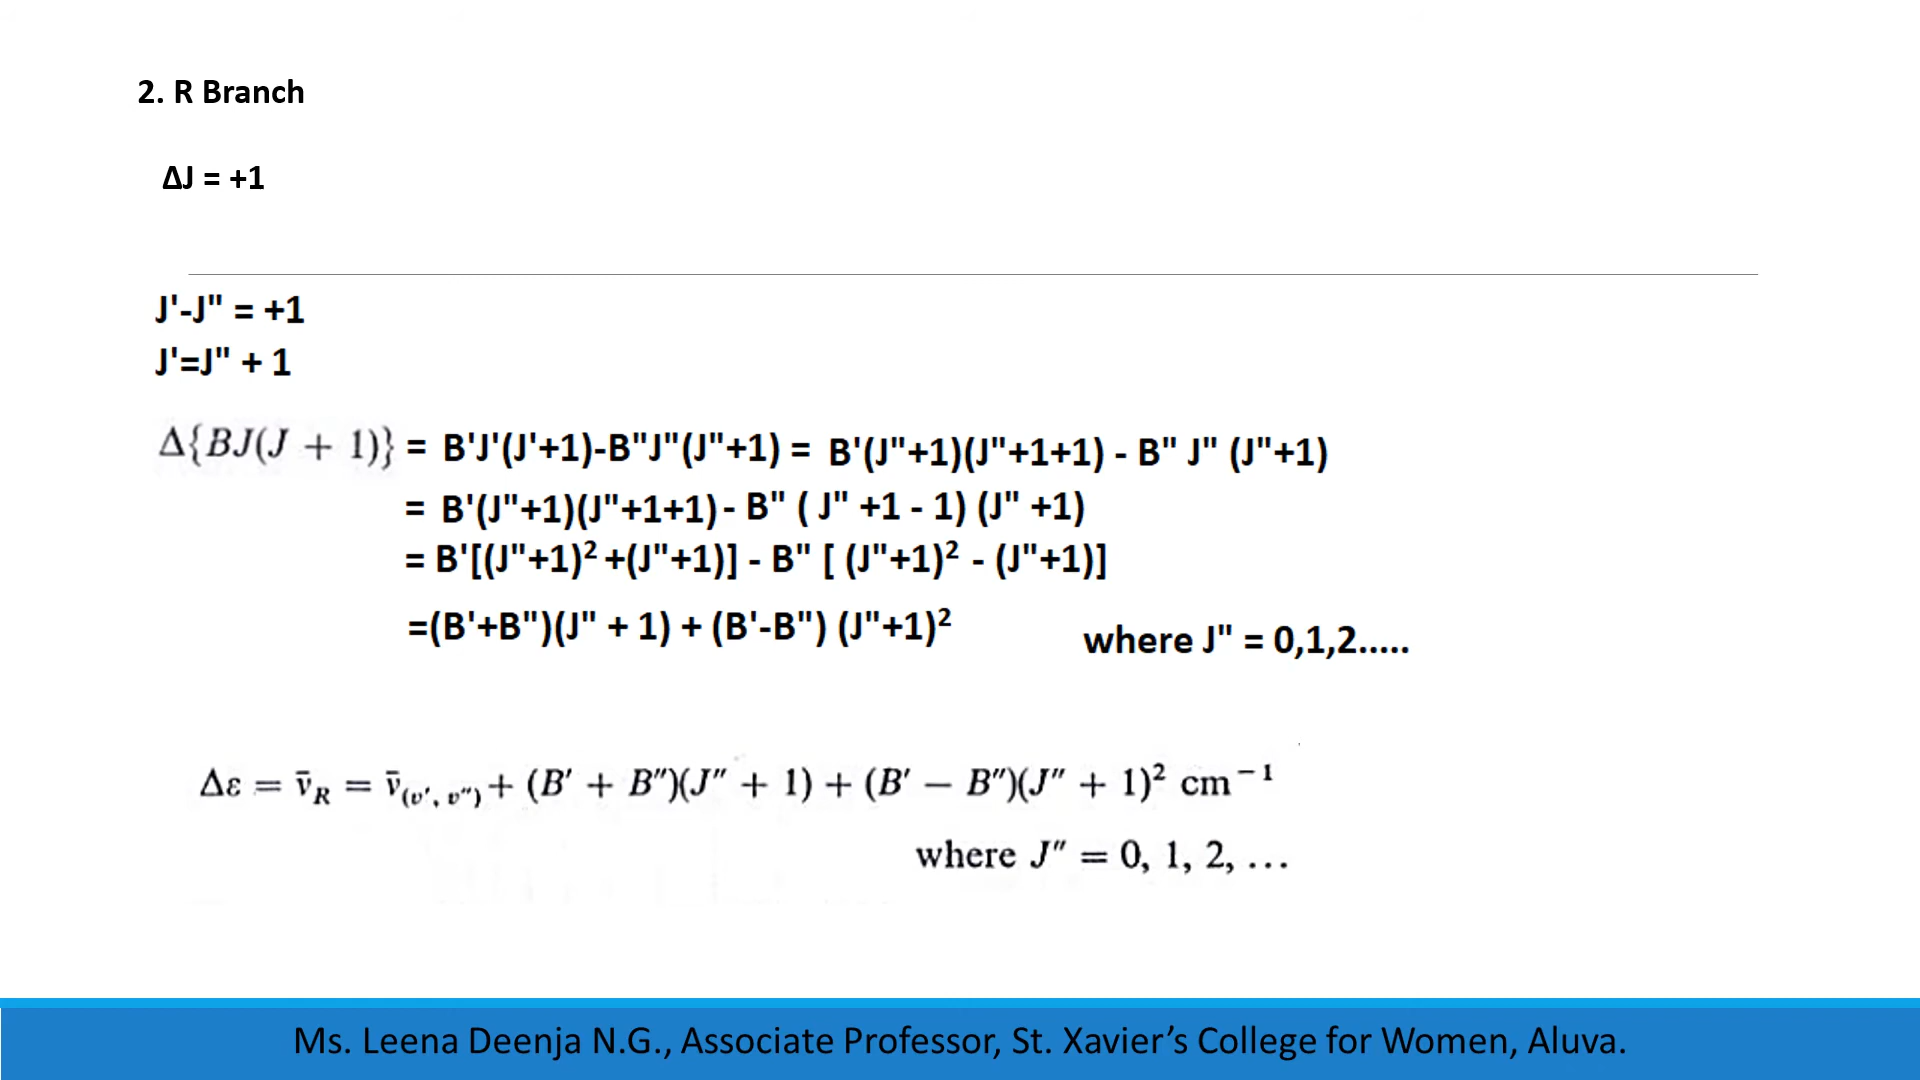 2. R Branch
ΔJ = +1
J'-J" = +1
J'=J" + 1
Δ{BJ(J + 1)} = B'J'(J'+1)-B"J"(J"+1) = B'(J"+1)(J"+1+1) - B" J" (J"+1)
= B'(J"+1)(J"+1+1) - B" ( J" +1 - 1) (J" +1)
= B'[(J"+1)² +(J"+1)] - B" [ (J"+1)² - (J"+1)]
=(B'+B")(J" + 1) + (B'-B") (J"+1)² where J" = 0,1,2.....
Δε = ν̄_R = ν̄_(v', v") + (B′ + B″)(J″ + 1) + (B′ − B″)(J″ + 1)² cm⁻¹
where J″ = 0, 1, 2, ...
Ms. Leena Deenja N.G., Associate Professor, St. Xavier’s College for Women, Aluva.